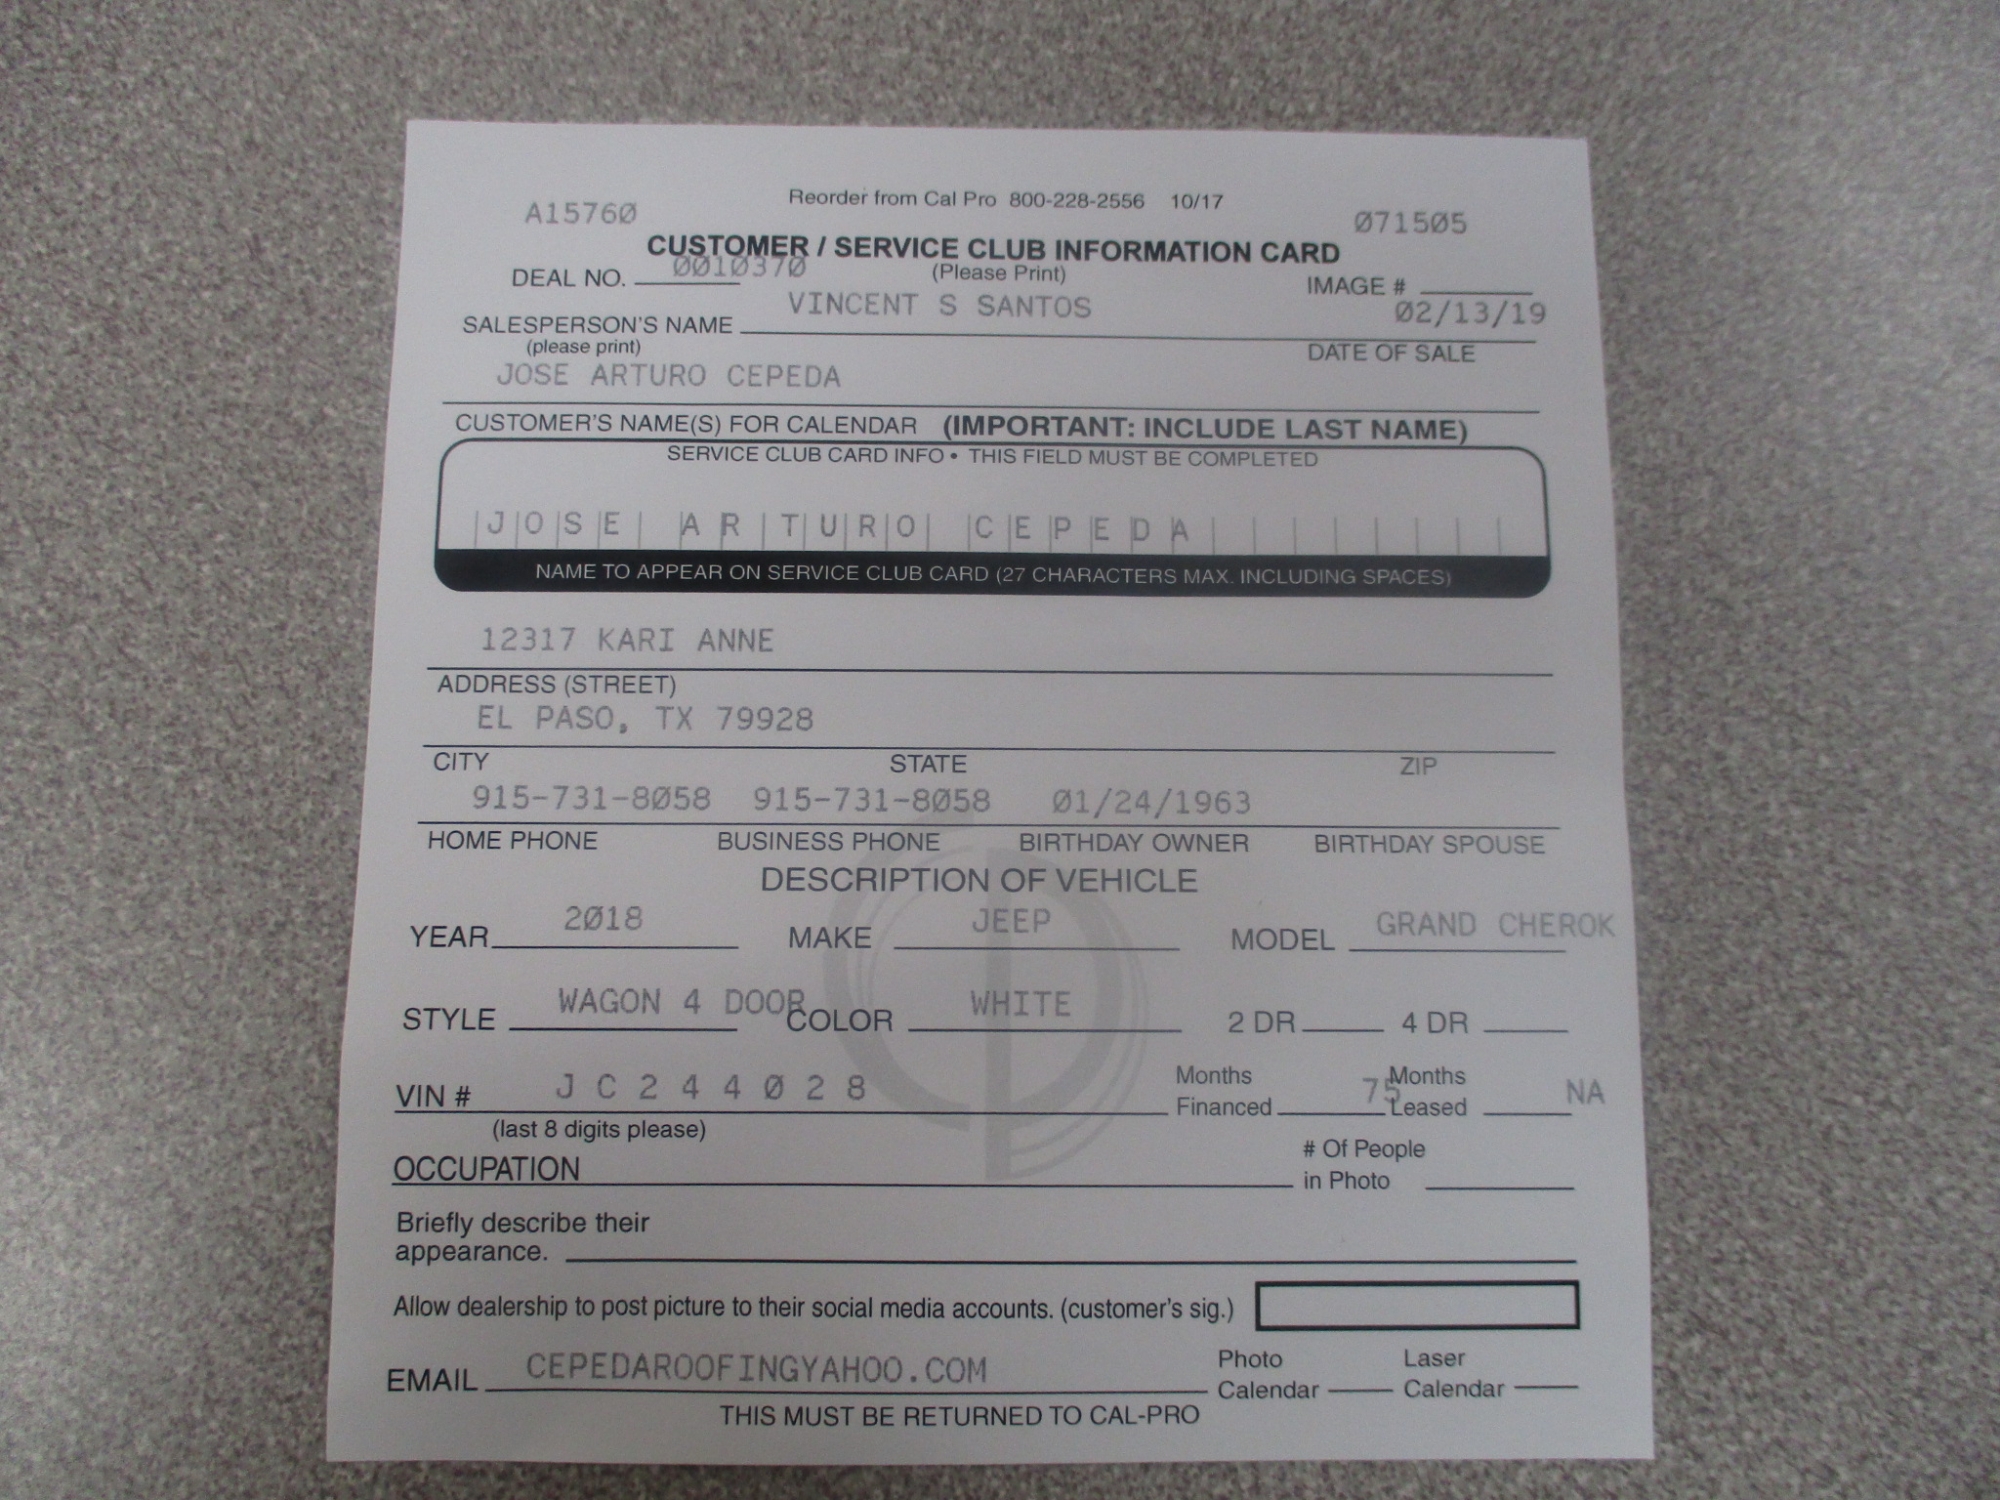 Reorder from Cal Pro 800-228-2556 10/17
A15760 071505
CUSTOMER / SERVICE CLUB INFORMATION CARD
DEAL NO. 0010370 (Please Print) IMAGE #
VINCENT S SANTOS 02/13/19
SALESPERSON'S NAME
(please print) DATE OF SALE
JOSE ARTURO CEPEDA
CUSTOMER'S NAME(S) FOR CALENDAR (IMPORTANT: INCLUDE LAST NAME)
SERVICE CLUB CARD INFO • THIS FIELD MUST BE COMPLETED
JOSE ARTURO CEPEDA
NAME TO APPEAR ON SERVICE CLUB CARD (27 CHARACTERS MAX. INCLUDING SPACES)
12317 KARI ANNE
ADDRESS (STREET)
EL PASO, TX 79928
CITY STATE ZIP
915-731-8058 915-731-8058 01/24/1963
HOME PHONE BUSINESS PHONE BIRTHDAY OWNER BIRTHDAY SPOUSE
DESCRIPTION OF VEHICLE
YEAR 2018 MAKE JEEP MODEL GRAND CHEROK
STYLE WAGON 4 DOOR COLOR WHITE 2 DR 4 DR
VIN # J C 2 4 4 0 2 8 Months Financed 75 Months Leased NA
(last 8 digits please)
OCCUPATION # Of People in Photo
Briefly describe their
appearance.
Allow dealership to post picture to their social media accounts. (customer's sig.)
EMAIL CEPEDAROOFINGYAHOO.COM Photo Calendar Laser Calendar
THIS MUST BE RETURNED TO CAL-PRO